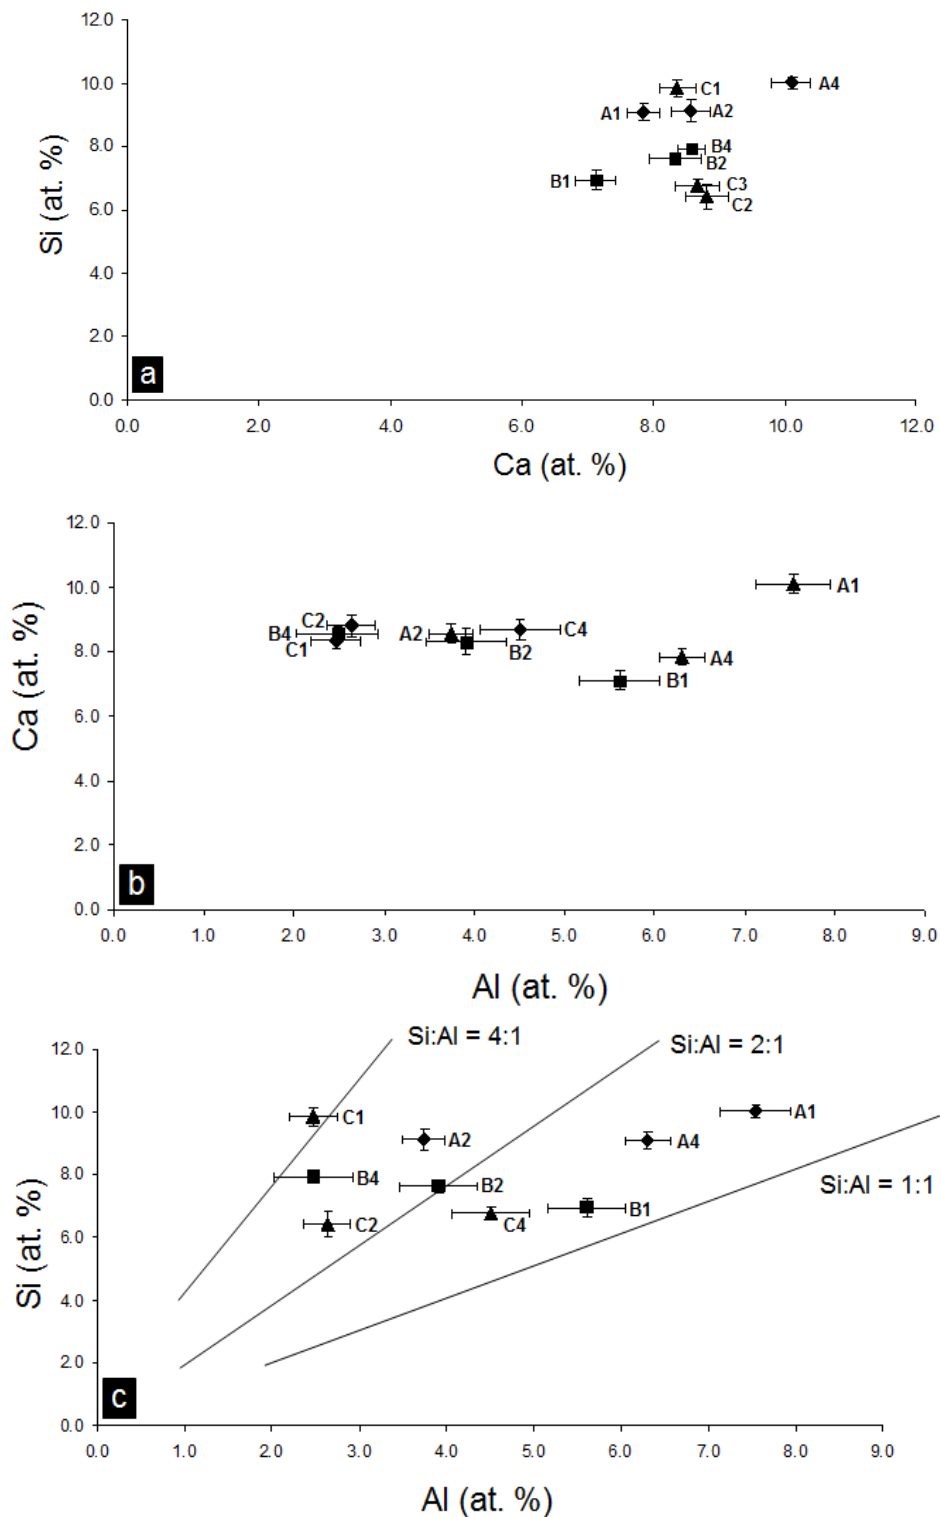 12.0
10.0
8.0
6.0
4.0
2.0
0.0
Si (at. %)
C1
A4
A1
A2
B4
B2
B1
C3
C2
a
0.0 2.0 4.0 6.0 8.0 10.0 12.0
Ca (at. %)
12.0
10.0
8.0
6.0
4.0
2.0
0.0
Ca (at. %)
A1
C2
B4
C1
A2
C4
B2
A4
B1
b
0.0 1.0 2.0 3.0 4.0 5.0 6.0 7.0 8.0 9.0
Al (at. %)
12.0
10.0
8.0
6.0
4.0
2.0
0.0
Si (at. %)
Si:Al = 4:1
Si:Al = 2:1
C1
A1
A2
A4
B4
B2
Si:Al = 1:1
B1
C2
C4
c
0.0 1.0 2.0 3.0 4.0 5.0 6.0 7.0 8.0 9.0
Al (at. %)